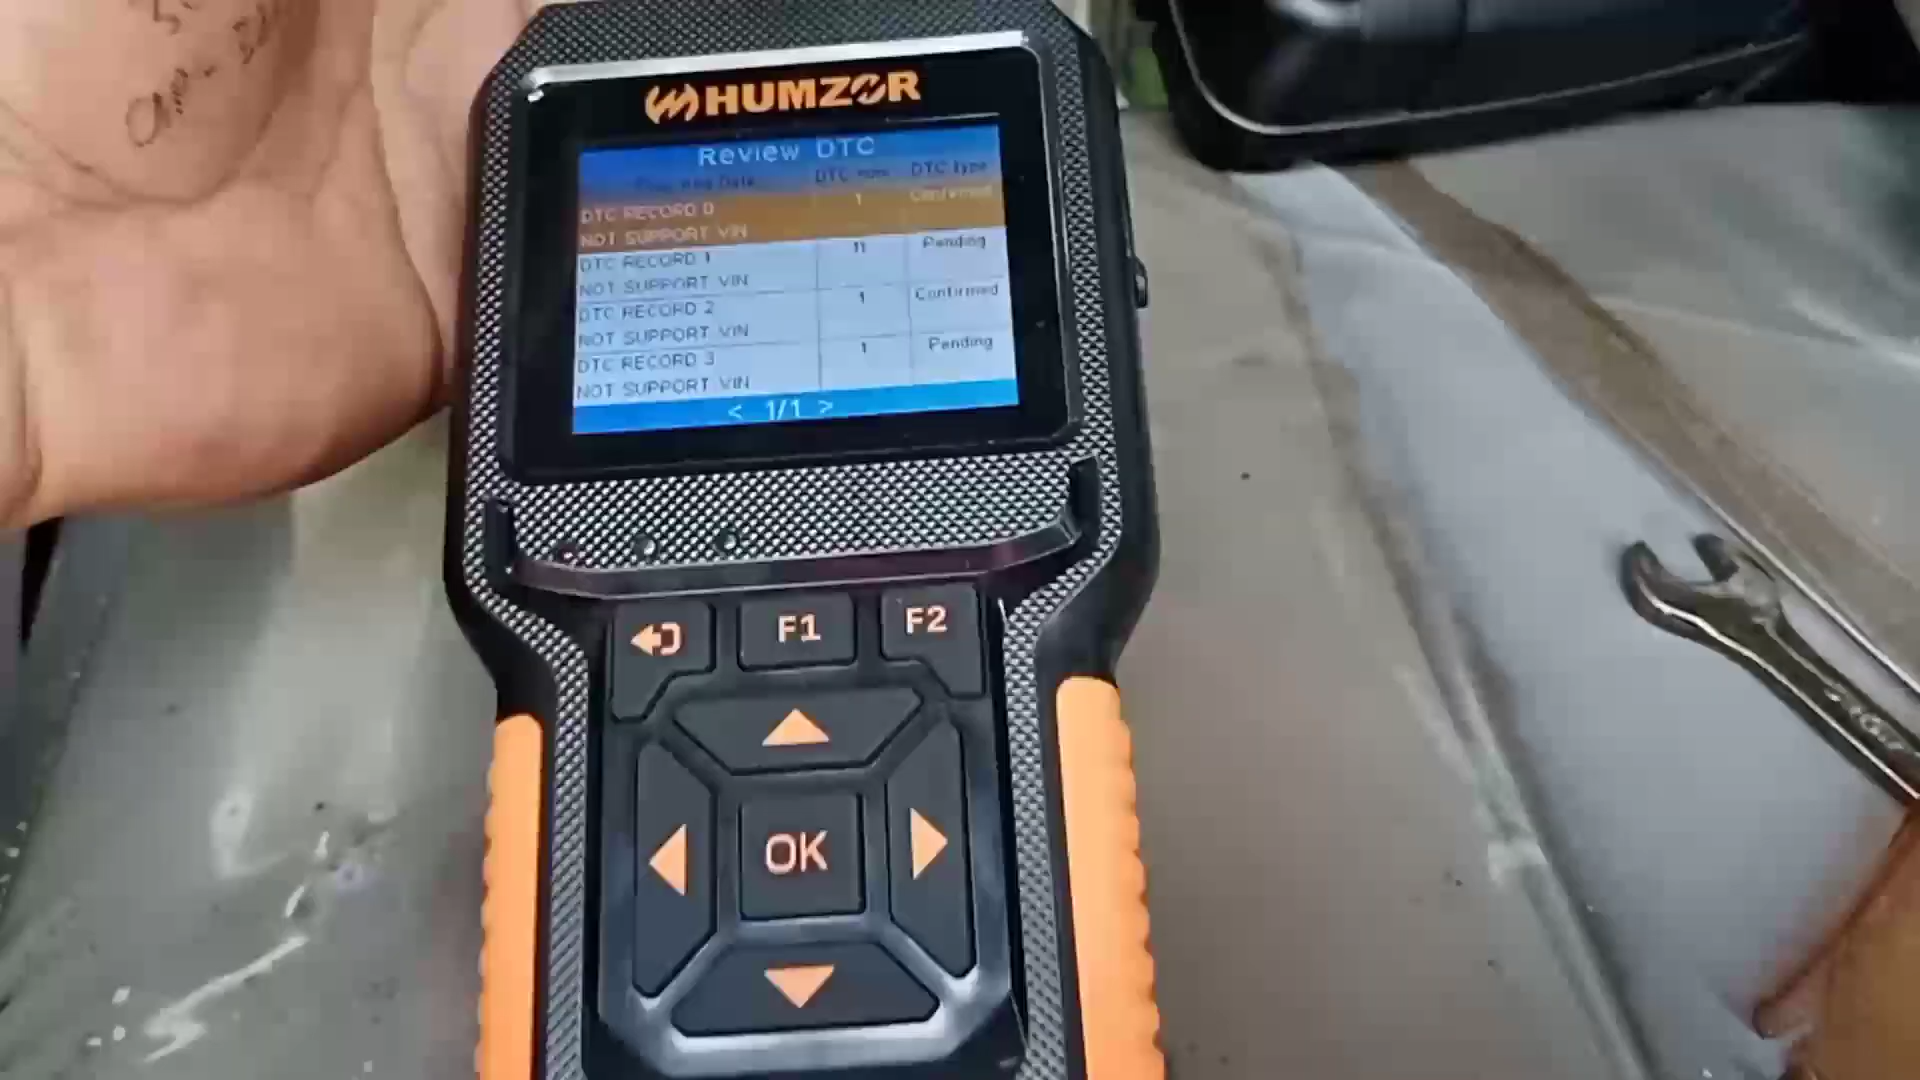 HUMZOR
Review DTC
DTC num DTC type
DTC RECORD 0 1 Confirmed
NOT SUPPORT VIN
DTC RECORD 1 11 Pending
NOT SUPPORT VIN
DTC RECORD 2 1 Confirmed
NOT SUPPORT VIN
DTC RECORD 3 1 Pending
NOT SUPPORT VIN
< 1/1 >
F1 F2
OK